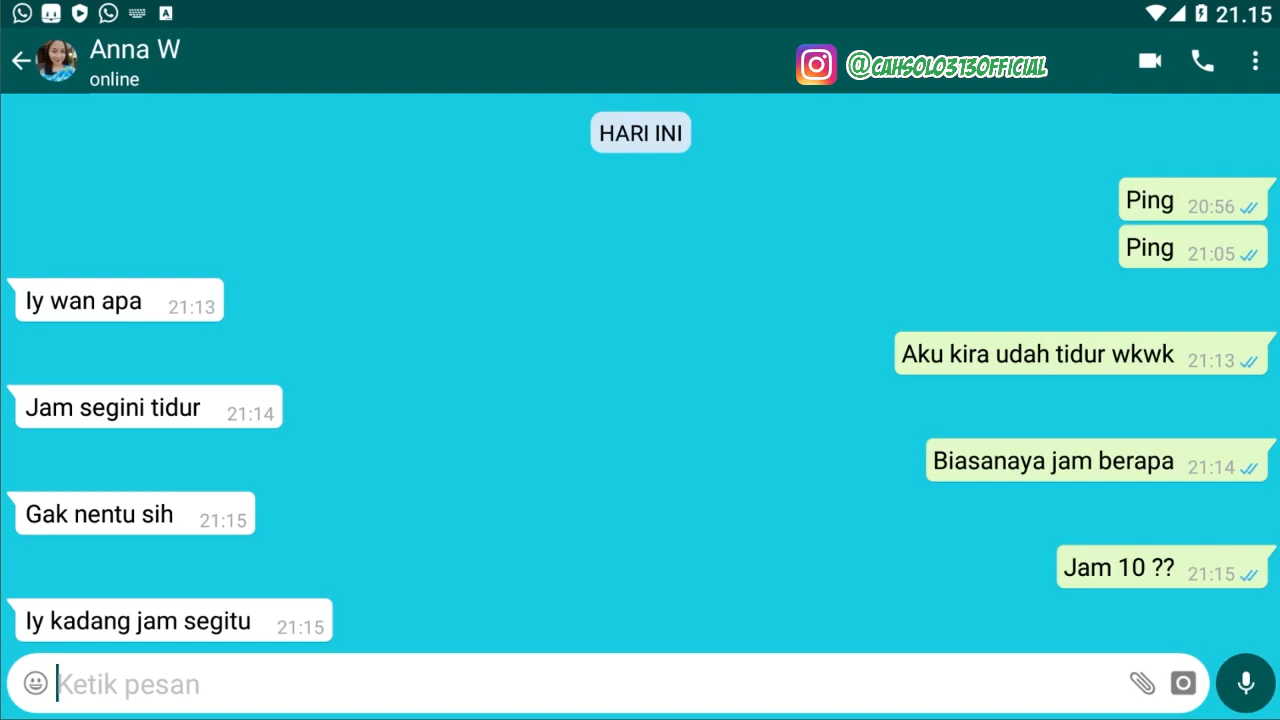 21.15
Anna W
online
@CAHSOLO313OFFICIAL
HARI INI
Ping 20:56
Ping 21:05
Iy wan apa 21:13
Aku kira udah tidur wkwk 21:13
Jam segini tidur 21:14
Biasanaya jam berapa 21:14
Gak nentu sih 21:15
Jam 10 ?? 21:15
Iy kadang jam segitu 21:15
Ketik pesan